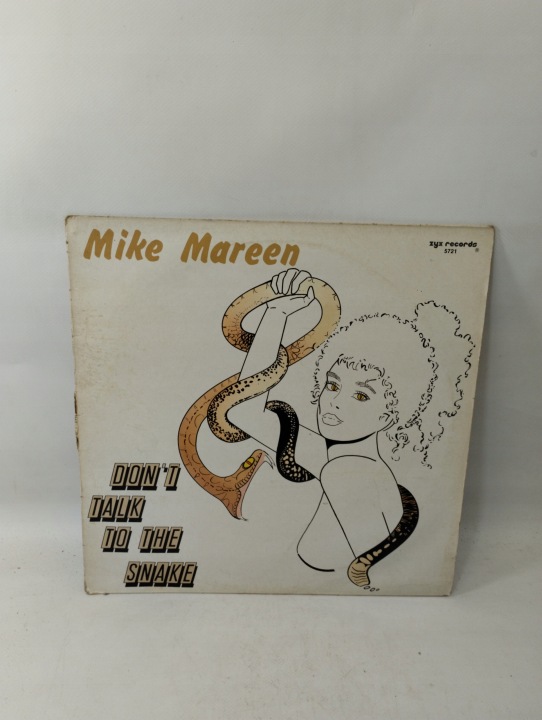 Mike Mareen
zyx records
5721
DON'T
TALK
TO THE
SNAKE